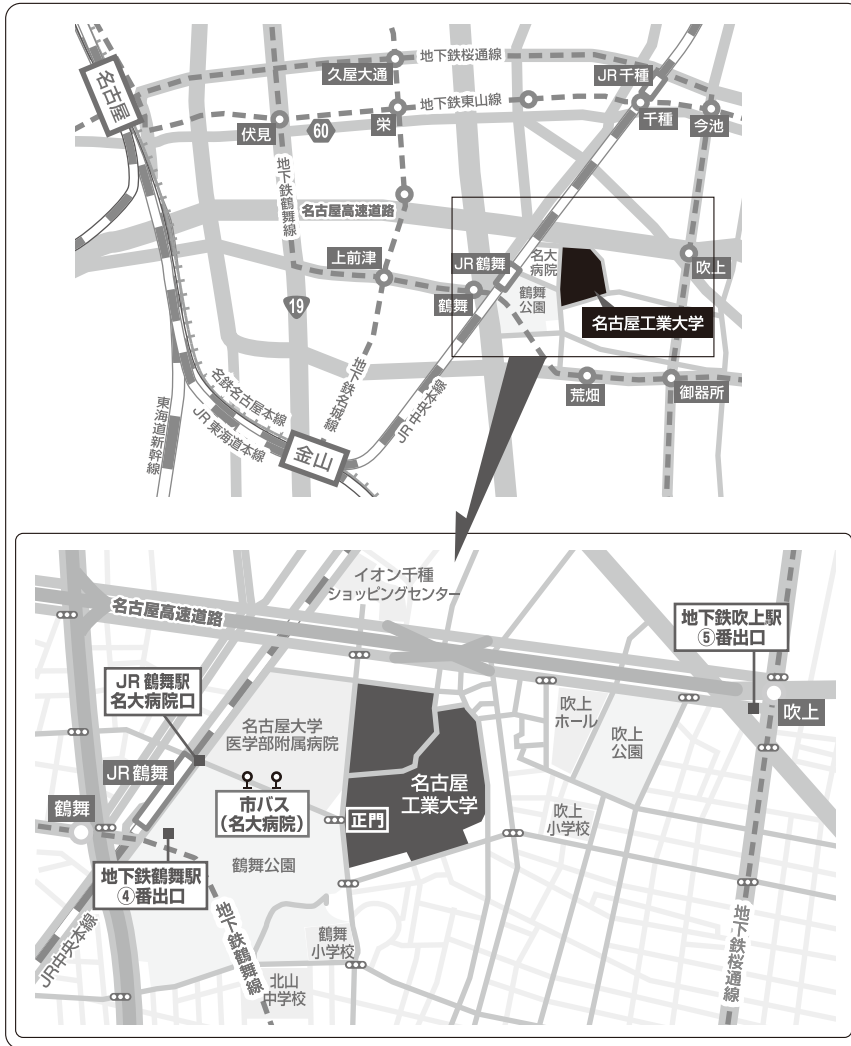 名古屋
久屋大通
地下鉄桜通線
JR千種
地下鉄東山線
伏見
60
栄
千種
今池
地下鉄鶴舞線
名古屋高速道路
上前津
JR鶴舞
名大
病院
吹上
鶴舞
鶴舞
公園
19
名古屋工業大学
名鉄名古屋本線
地下鉄名城線
JR中央本線
荒畑
御器所
東海道新幹線
JR東海道本線
金山
イオン千種
ショッピングセンター
名古屋高速道路
地下鉄吹上駅
⑤番出口
JR鶴舞駅
名大病院口
名古屋大学
医学部附属病院
吹上
ホール
吹上
公園
吹上
JR鶴舞
名古屋
工業大学
市バス
(名大病院)
正門
鶴舞
吹上
小学校
地下鉄鶴舞駅
④番出口
鶴舞公園
JR中央本線
地下鉄鶴舞線
鶴舞
小学校
地下鉄桜通線
北山
中学校